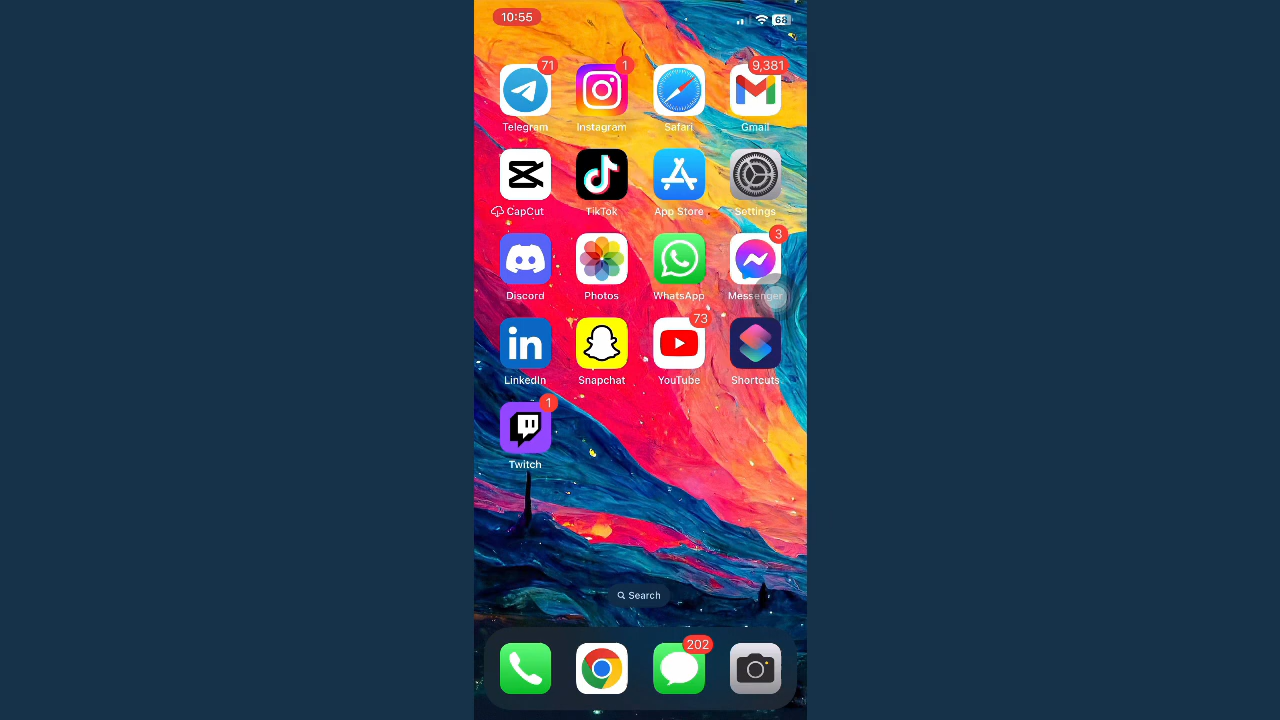 10:55
68
71
1
9,381
Telegram
Instagram
Safari
Gmail
CapCut
TikTok
App Store
Settings
3
Discord
Photos
WhatsApp
Messenger
in
73
LinkedIn
Snapchat
YouTube
Shortcuts
1
Twitch
Search
202